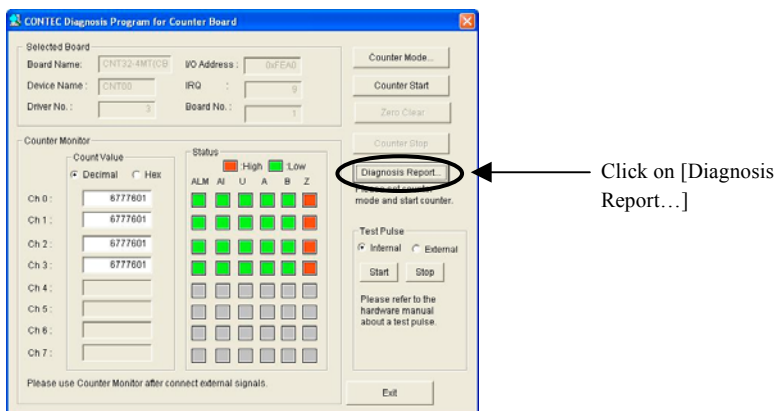 CONTEC Diagnosis Program for Counter Board
Selected Board
Board Name: CNT32-4MT(CB I/O Address : 0xFEA0
Device Name : CNT00 IRQ : 9
Driver No. : 3 Board No. : 1
Counter Mode...
Counter Start
Zero Clear
Counter Stop
Diagnosis Report...
mode and start counter.
Counter Monitor
Count Value
Decimal Hex
Ch 0 : 6777601
Ch 1 : 6777601
Ch 2 : 6777601
Ch 3 : 6777601
Ch 4 :
Ch 5 :
Ch 6 :
Ch 7 :
Status
:High :Low
ALM AI U A B Z
Test Pulse
Internal External
Start Stop
Please refer to the
hardware manual
about a test pulse.
Please use Counter Monitor after connect external signals.
Exit
Click on [Diagnosis
Report…]